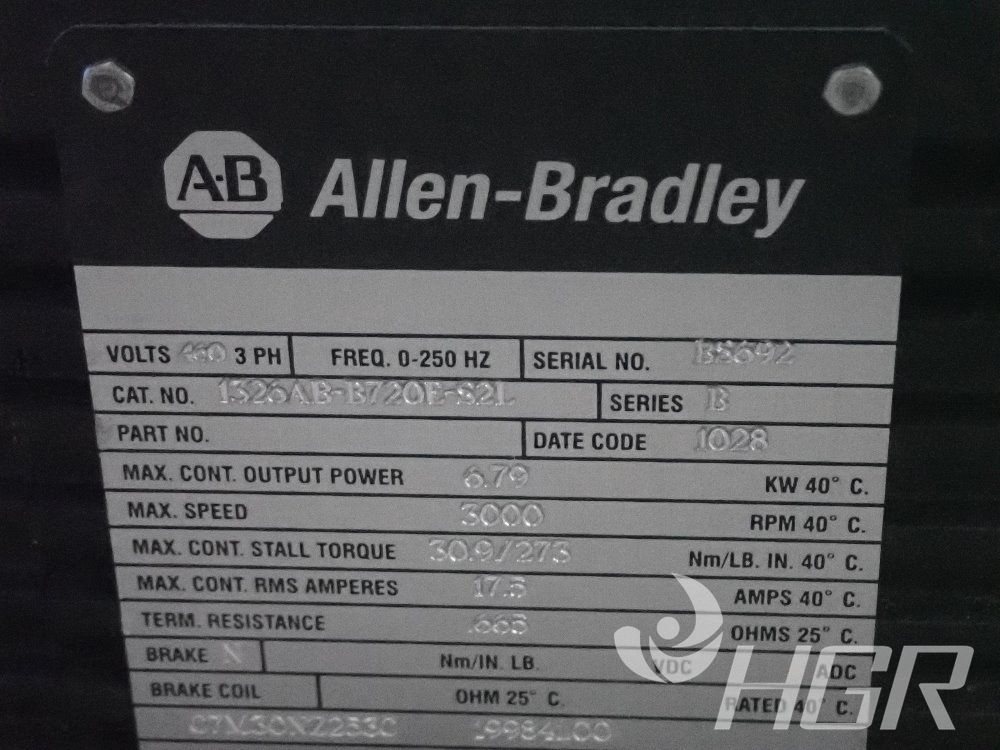 A-B Allen-Bradley
VOLTS 460 3 PH FREQ. 0-250 HZ SERIAL NO. B8692
CAT. NO. 1326AB-B720E-S2L SERIES B
PART NO. DATE CODE 1028
MAX. CONT. OUTPUT POWER 6.79 KW 40° C.
MAX. SPEED 3000 RPM 40° C.
MAX. CONT. STALL TORQUE 30.9/273 Nm/LB. IN. 40° C.
MAX. CONT. RMS AMPERES AMPS 40° C.
TERM. RESISTANCE OHMS 25° C.
BRAKE N Nm/IN. LB. VDC ADC
BRAKE COIL OHM 25° C. RATED 40° C.
HGR